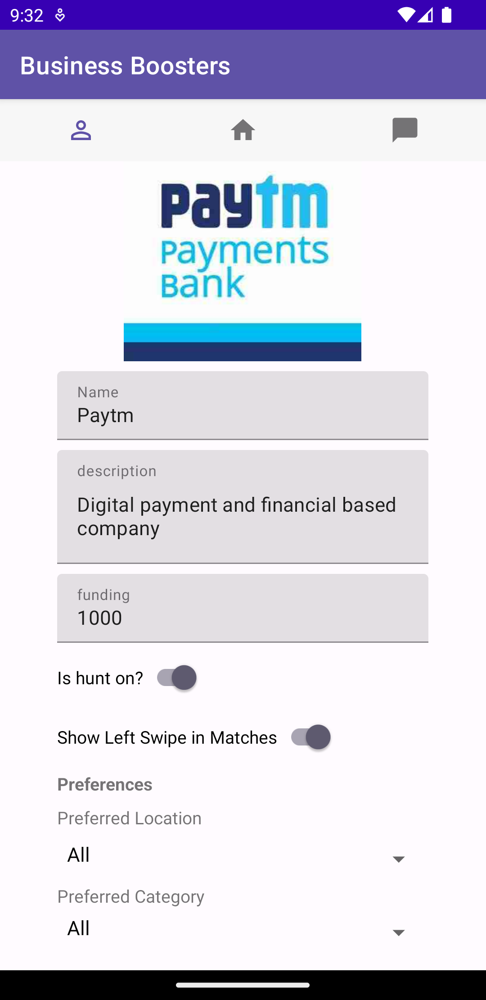 9:32
Business Boosters
paytm
Payments
Bank
Name
Paytm
description
Digital payment and financial based
company
funding
1000
Is hunt on?
Show Left Swipe in Matches
Preferences
Preferred Location
All
Preferred Category
All